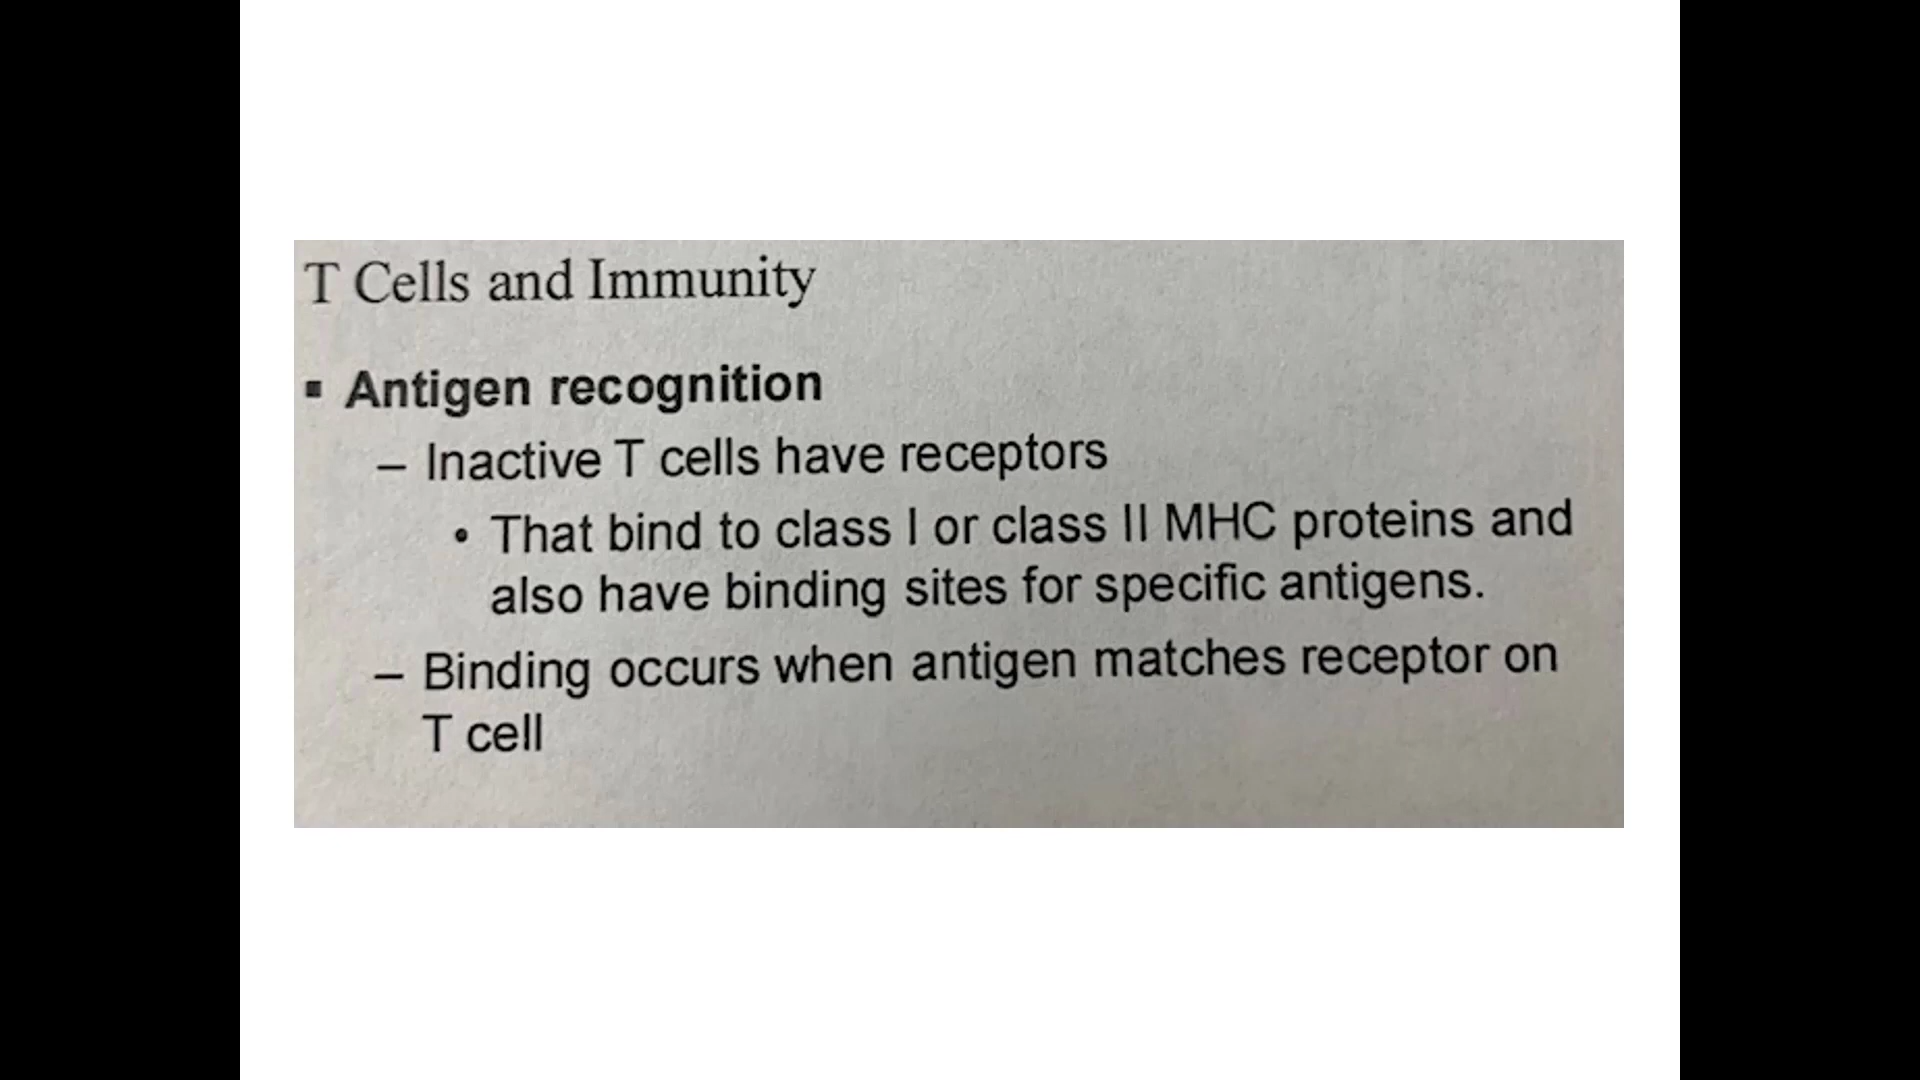 T Cells and Immunity
▪ Antigen recognition
– Inactive T cells have receptors
• That bind to class I or class II MHC proteins and
also have binding sites for specific antigens.
– Binding occurs when antigen matches receptor on
T cell